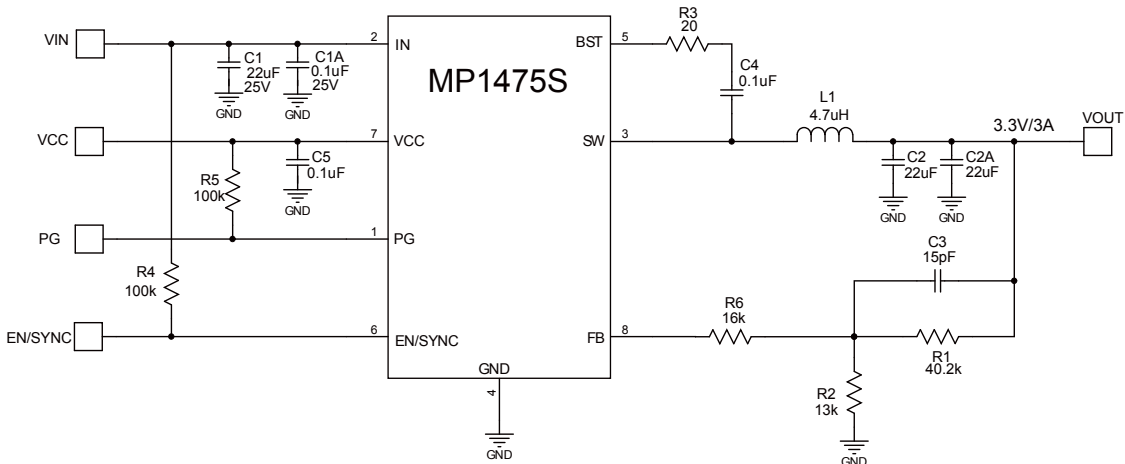 VIN
2
IN
C1
22uF
25V
GND
C1A
0.1uF
25V
GND
VCC
7
VCC
R5
100k
C5
0.1uF
GND
PG
1
PG
R4
100k
EN/SYNC
6
EN/SYNC
MP1475S
GND
4
GND
BST
5
R3
20
C4
0.1uF
SW
3
L1
4.7uH
3.3V/3A
VOUT
C2
22uF
GND
C2A
22uF
GND
C3
15pF
FB
8
R6
16k
R1
40.2k
R2
13k
GND